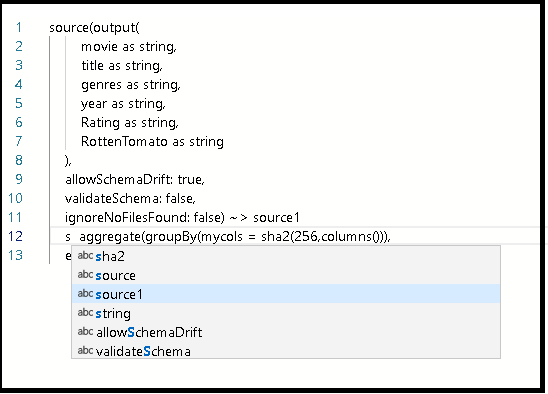 1 source(output(
2 movie as string,
3 title as string,
4 genres as string,
5 year as string,
6 Rating as string,
7 RottenTomato as string
8 ),
9 allowSchemaDrift: true,
10 validateSchema: false,
11 ignoreNoFilesFound: false) ~> source1
12 s aggregate(groupBy(mycols = sha2(256,columns())),
13 e
abc sha2
abc source
abc source1
abc string
abc allowSchemaDrift
abc validateSchema